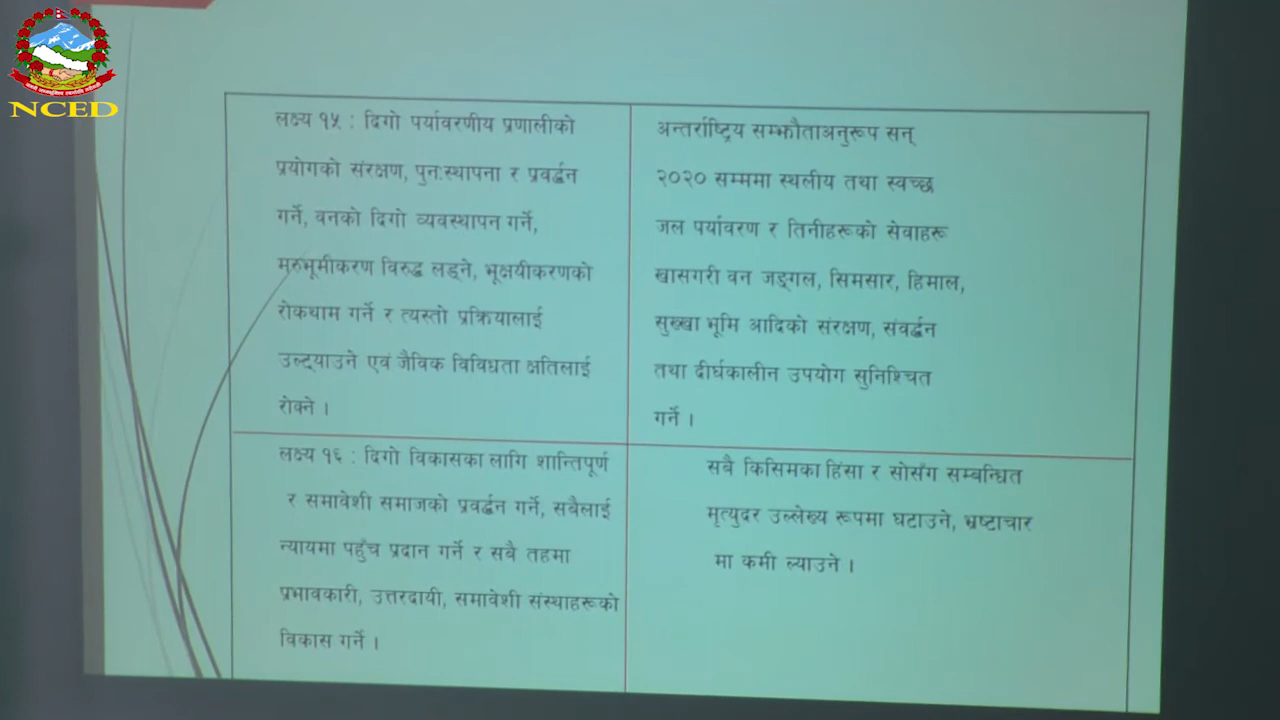 NCED
लक्ष्य १५ : दिगो पर्यावरणीय प्रणालीको
प्रयोगको संरक्षण, पुनःस्थापना र प्रवर्द्धन
गर्ने, वनको दिगो व्यवस्थापन गर्ने,
मरुभूमीकरण विरुद्ध लड्ने, भूक्षयीकरणको
रोकथाम गर्ने र त्यस्तो प्रक्रियालाई
उल्ट्याउने एवं जैविक विविधता क्षतिलाई
रोक्ने ।
अन्तर्राष्ट्रिय सम्झौताअनुरूप सन्
२०२० सम्ममा स्थलीय तथा स्वच्छ
जल पर्यावरण र तिनीहरूको सेवाहरू
खासगरी वन जङ्गल, सिमसार, हिमाल,
सुख्खा भूमि आदिको संरक्षण, संवर्द्धन
तथा दीर्घकालीन उपयोग सुनिश्चित
गर्ने ।
लक्ष्य १६ : दिगो विकासका लागि शान्तिपूर्ण
र समावेशी समाजको प्रवर्द्धन गर्ने, सबैलाई
न्यायमा पहुँच प्रदान गर्ने र सबै तहमा
प्रभावकारी, उत्तरदायी, समावेशी संस्थाहरूको
विकास गर्ने ।
सबै किसिमका हिंसा र सोसँग सम्बन्धित
मृत्युदर उल्लेख्य रूपमा घटाउने, भ्रष्टाचार
मा कमी ल्याउने ।